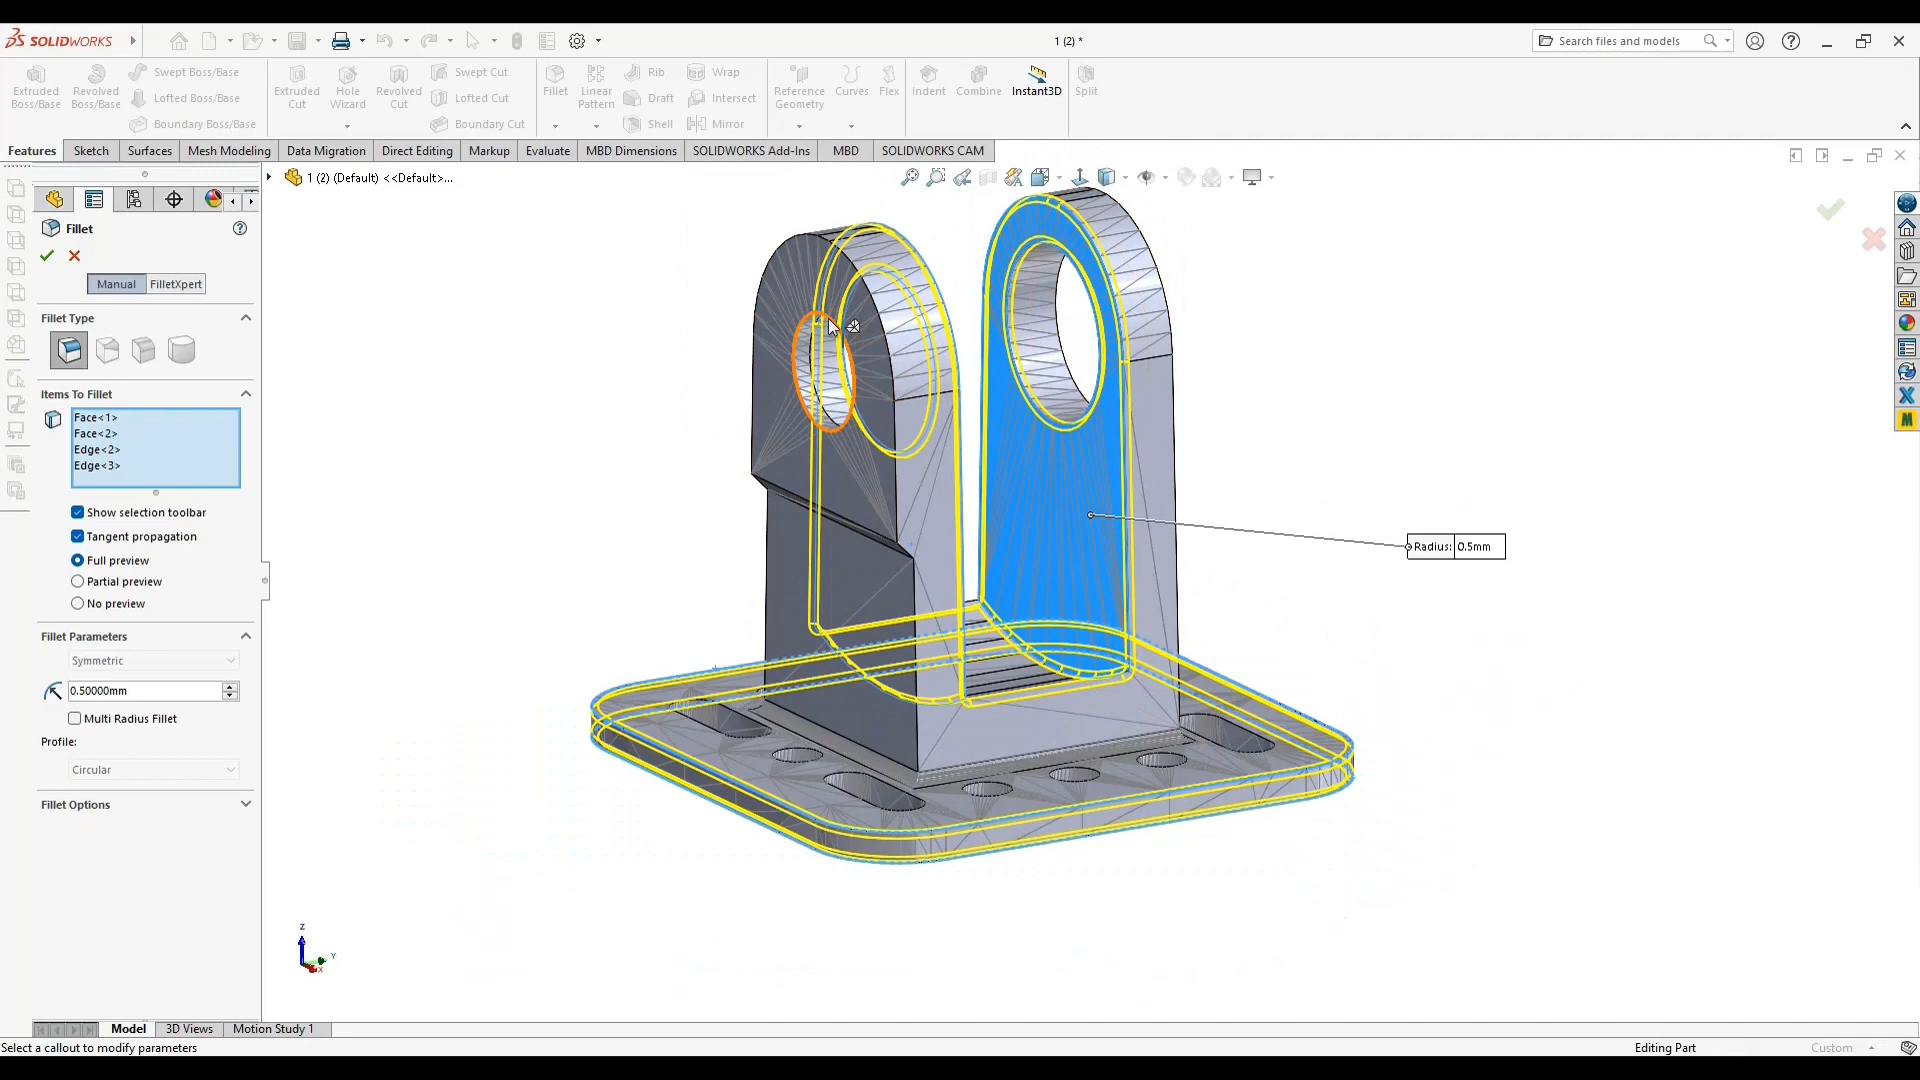 SOLIDWORKS
1 (2) *
Search files and models
Extruded Boss/Base
Revolved Boss/Base
Swept Boss/Base
Lofted Boss/Base
Boundary Boss/Base
Extruded Cut
Hole Wizard
Revolved Cut
Swept Cut
Lofted Cut
Boundary Cut
Fillet
Linear Pattern
Rib
Draft
Shell
Wrap
Intersect
Mirror
Reference Geometry
Curves
Flex
Indent
Combine
Instant3D
Split
Features
Sketch
Surfaces
Mesh Modeling
Data Migration
Direct Editing
Markup
Evaluate
MBD Dimensions
SOLIDWORKS Add-Ins
MBD
SOLIDWORKS CAM
1 (2) (Default) <<Default>...
Fillet
Manual
FilletXpert
Fillet Type
Items To Fillet
Face<1>
Face<2>
Edge<2>
Edge<3>
Show selection toolbar
Tangent propagation
Full preview
Partial preview
No preview
Fillet Parameters
Symmetric
0.50000mm
Multi Radius Fillet
Profile:
Circular
Fillet Options
Radius: 0.5mm
Z
Y
X
Model
3D Views
Motion Study 1
Select a callout to modify parameters
Editing Part
Custom